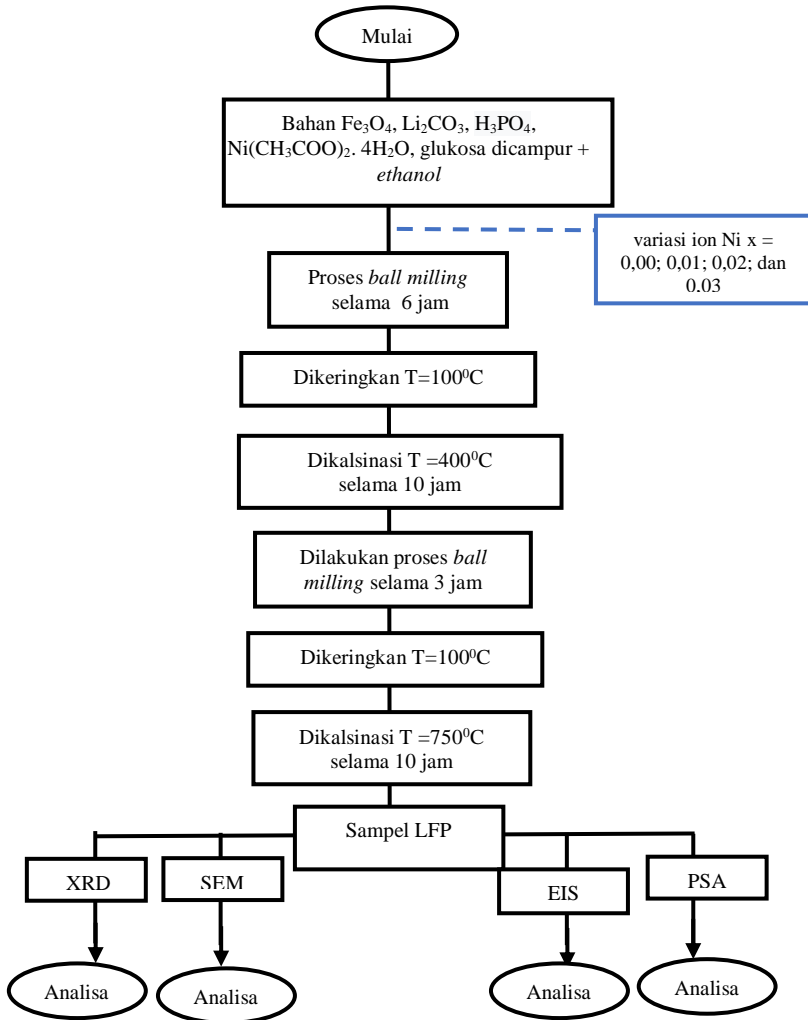 Mulai
Bahan Fe₃O₄, Li₂CO₃, H₃PO₄,
Ni(CH₃COO)₂. 4H₂O, glukosa dicampur +
ethanol
variasi ion Ni x =
0,00; 0,01; 0,02; dan
0.03
Proses ball milling
selama 6 jam
Dikeringkan T=100⁰C
Dikalsinasi T =400⁰C
selama 10 jam
Dilakukan proses ball
milling selama 3 jam
Dikeringkan T=100⁰C
Dikalsinasi T =750⁰C
selama 10 jam
Sampel LFP
XRD
SEM
EIS
PSA
Analisa
Analisa
Analisa
Analisa